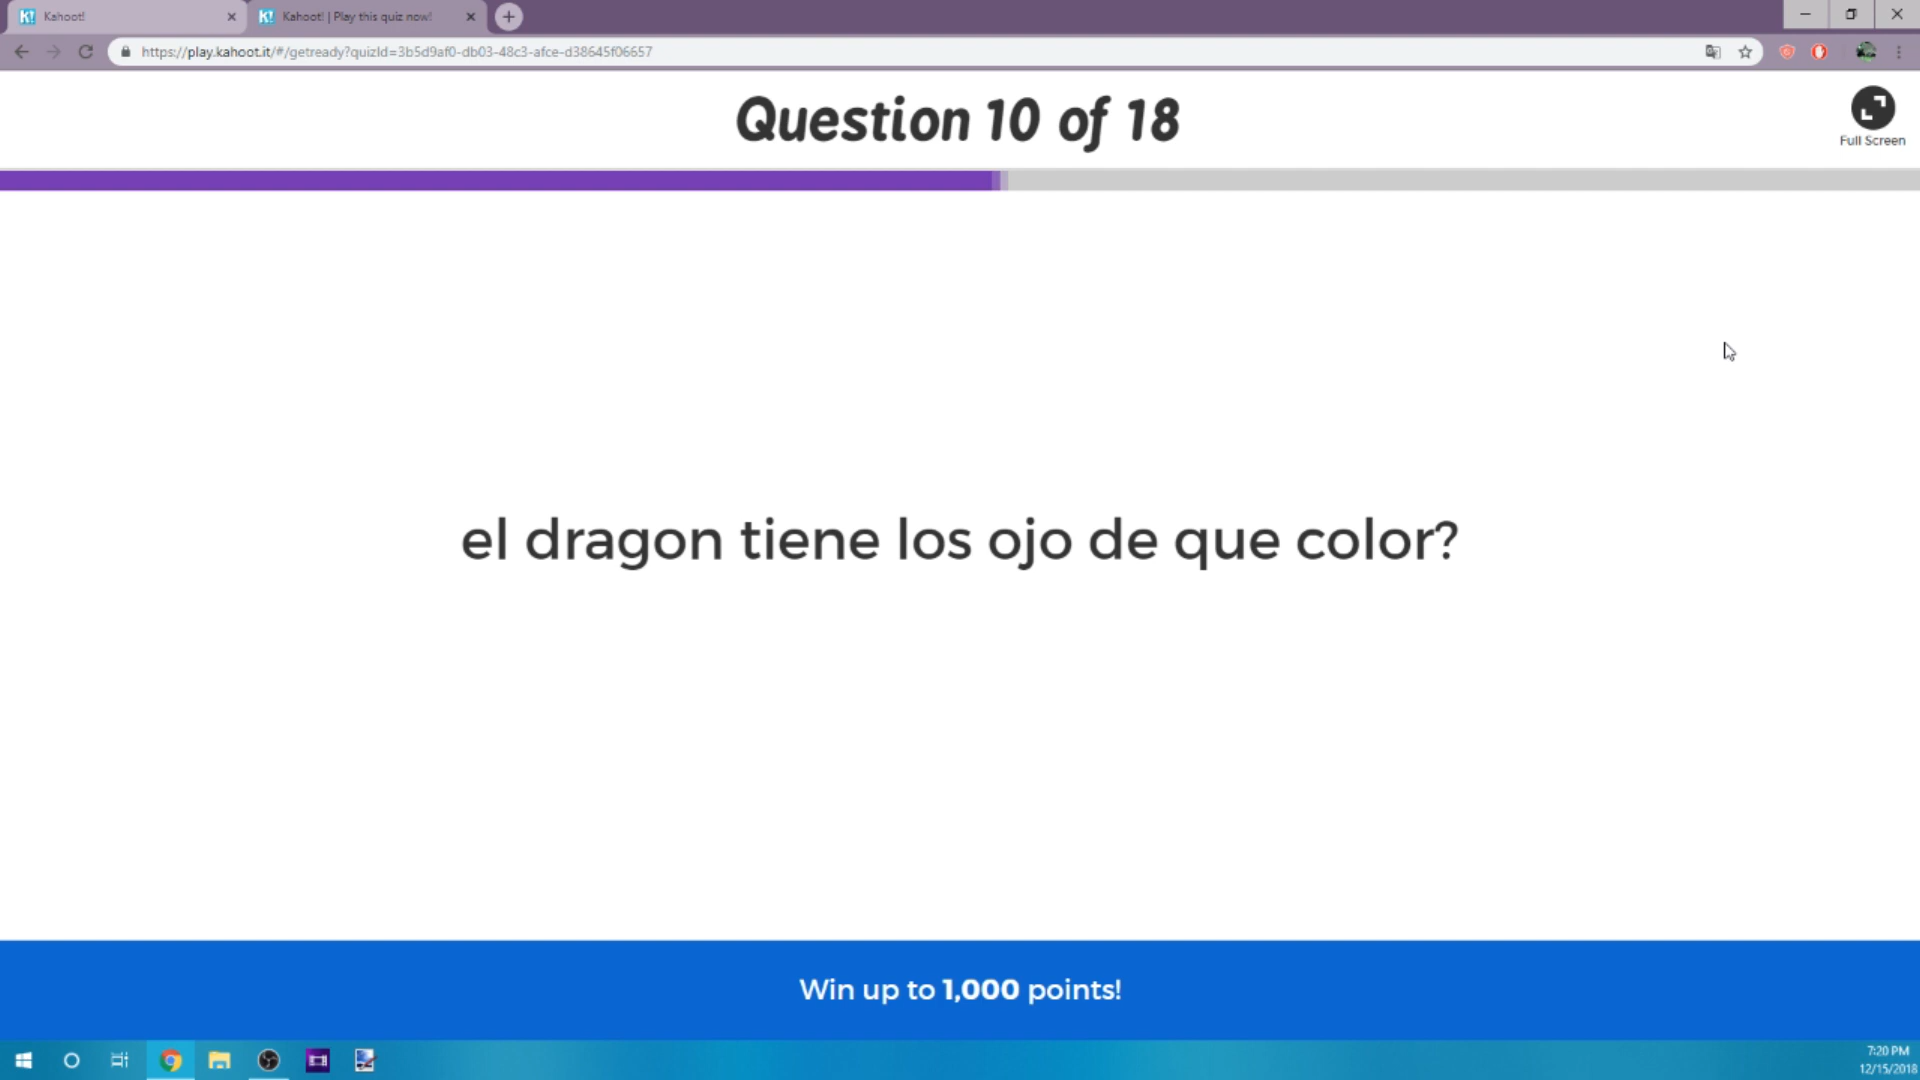 Kahoot!
Kahoot! | Play this quiz now!
https://play.kahoot.it/#/getready?quizId=3b5d9af0-db03-48c3-afce-d38645f06657
Question 10 of 18
Full Screen
el dragon tiene los ojo de que color?
Win up to 1,000 points!
7:20 PM
12/15/2018